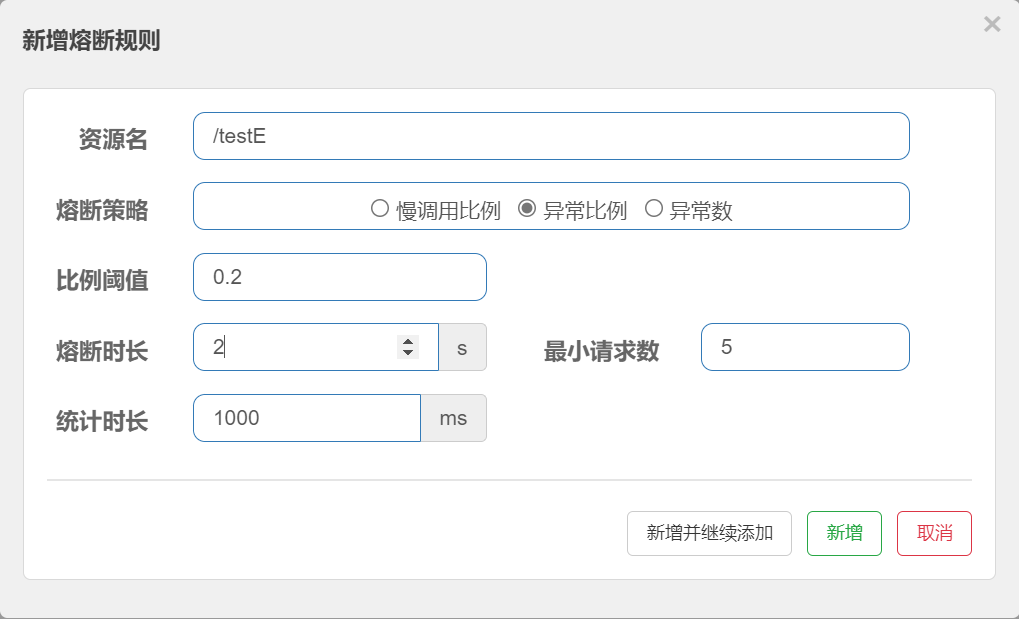 新增熔断规则
×
资源名 /testE
熔断策略 慢调用比例 异常比例 异常数
比例阈值 0.2
熔断时长 2 s 最小请求数 5
统计时长 1000 ms
新增并继续添加 新增 取消